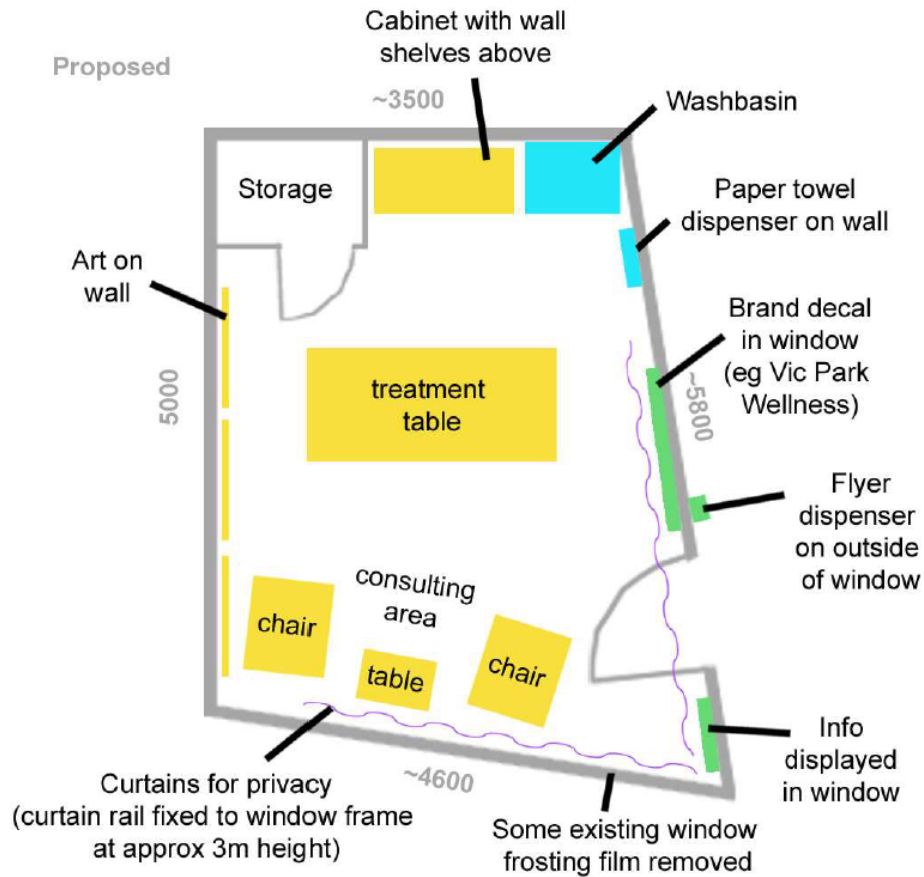 Proposed
Cabinet with wall
shelves above
~3500
Washbasin
Storage
Paper towel
dispenser on wall
Art on
wall
Brand decal
in window
(eg Vic Park
Wellness)
5000
treatment
table
~5800
Flyer
dispenser
on outside
of window
consulting
area
chair
table
chair
Info
displayed
in window
~4600
Curtains for privacy
(curtain rail fixed to window frame
at approx 3m height)
Some existing window
frosting film removed